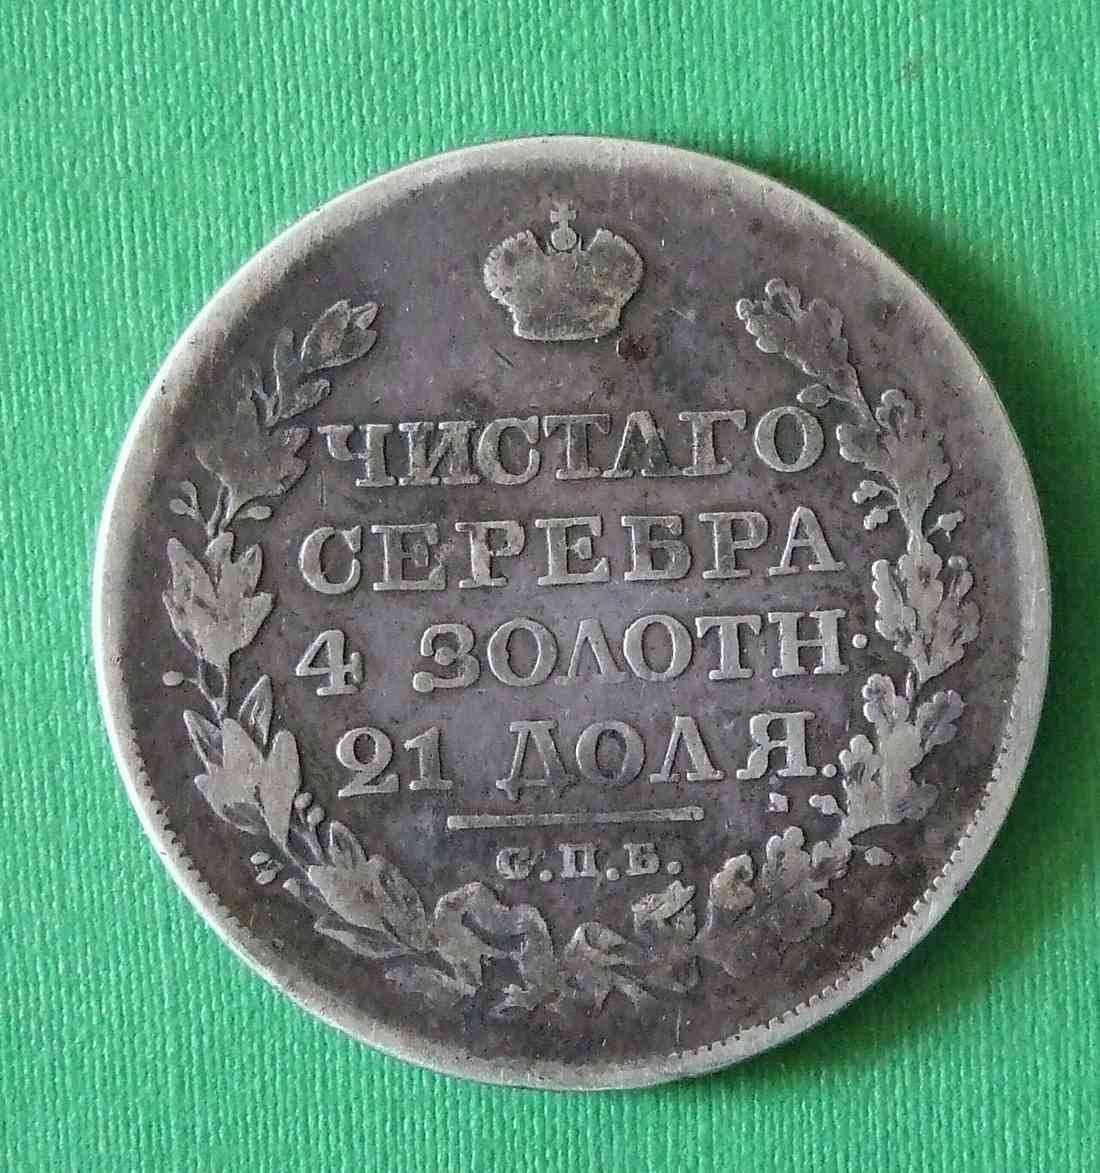 ЧИСТАГО
СЕРЕБРА
4 ЗОЛОТН.
21 ДОЛЯ.
С.П.Б.